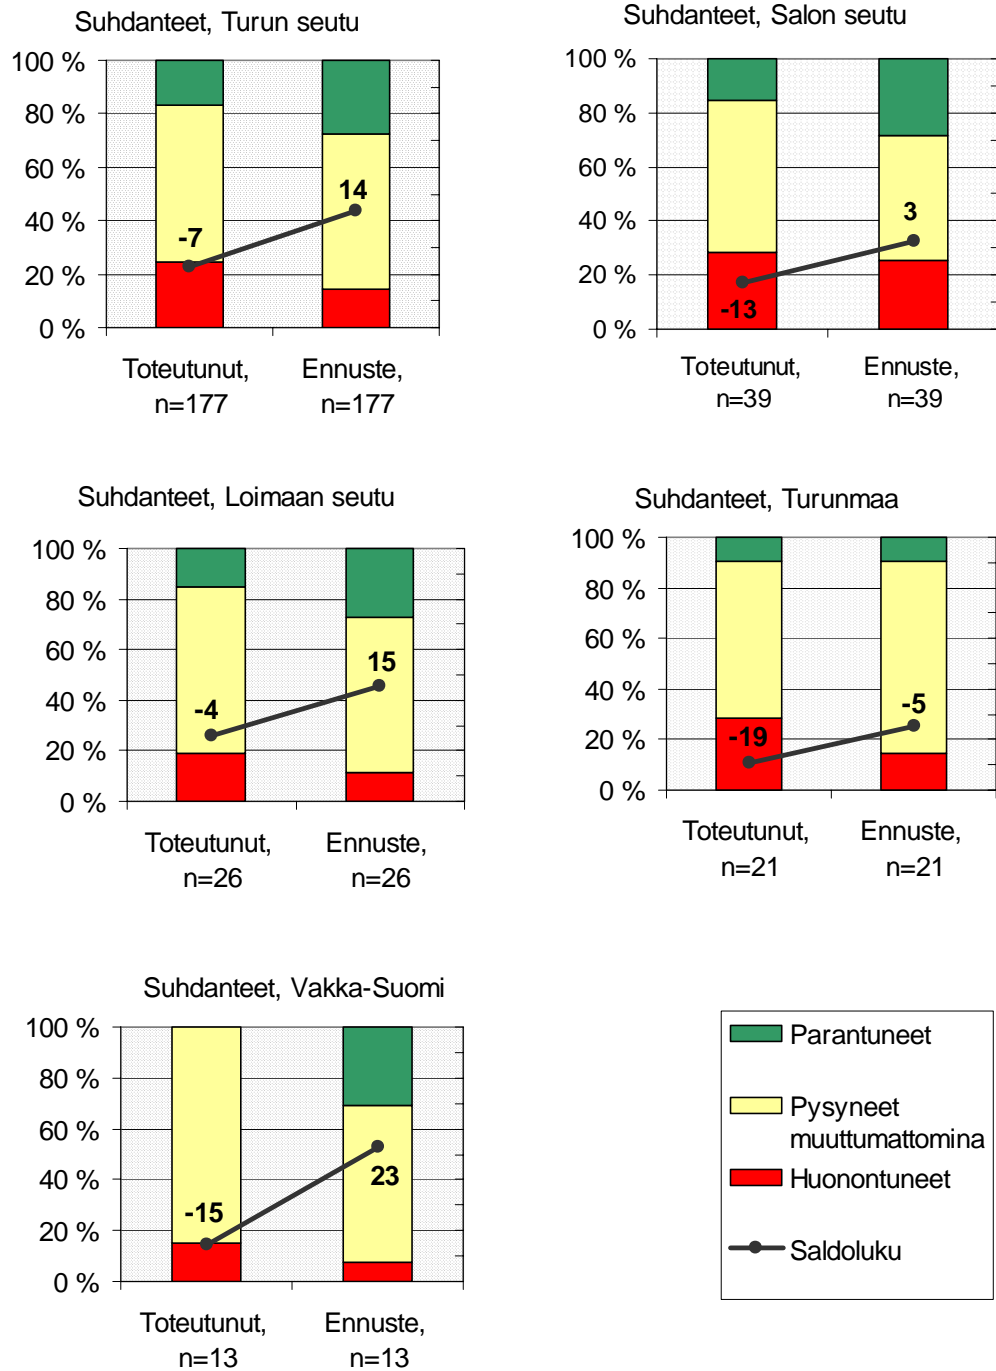 Suhdanteet, Turun seutu
100 %
80 %
60 %
40 %
20 %
0 %
-7
14
Toteutunut,
n=177
Ennuste,
n=177
Suhdanteet, Salon seutu
100 %
80 %
60 %
40 %
20 %
0 %
-13
3
Toteutunut,
n=39
Ennuste,
n=39
Suhdanteet, Loimaan seutu
100 %
80 %
60 %
40 %
20 %
0 %
-4
15
Toteutunut,
n=26
Ennuste,
n=26
Suhdanteet, Turunmaa
100 %
80 %
60 %
40 %
20 %
0 %
-19
-5
Toteutunut,
n=21
Ennuste,
n=21
Suhdanteet, Vakka-Suomi
100 %
80 %
60 %
40 %
20 %
0 %
-15
23
Toteutunut,
n=13
Ennuste,
n=13
Parantuneet
Pysyneet
muuttumattomina
Huonontuneet
Saldoluku